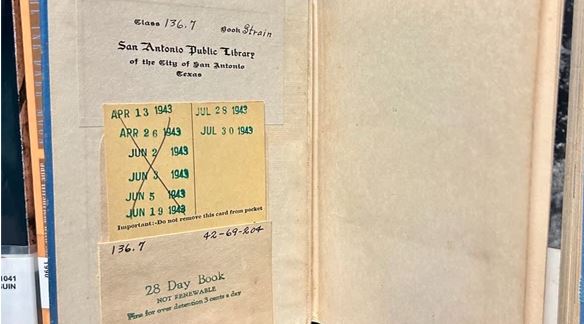 Class 136.7 Book Strain
San Antonio Public Library
of the City of San Antonio
Texas
APR 13 1943
APR 26 1943
JUN 2 1943
JUN 3 1943
JUN 5 1943
JUN 19 1943
JUL 28 1943
JUL 30 1943
Important:-Do not remove this card from pocket
136.7 42-69-204
28 Day Book
NOT RENEWABLE
Fine for over detention 3 cents a day
1041